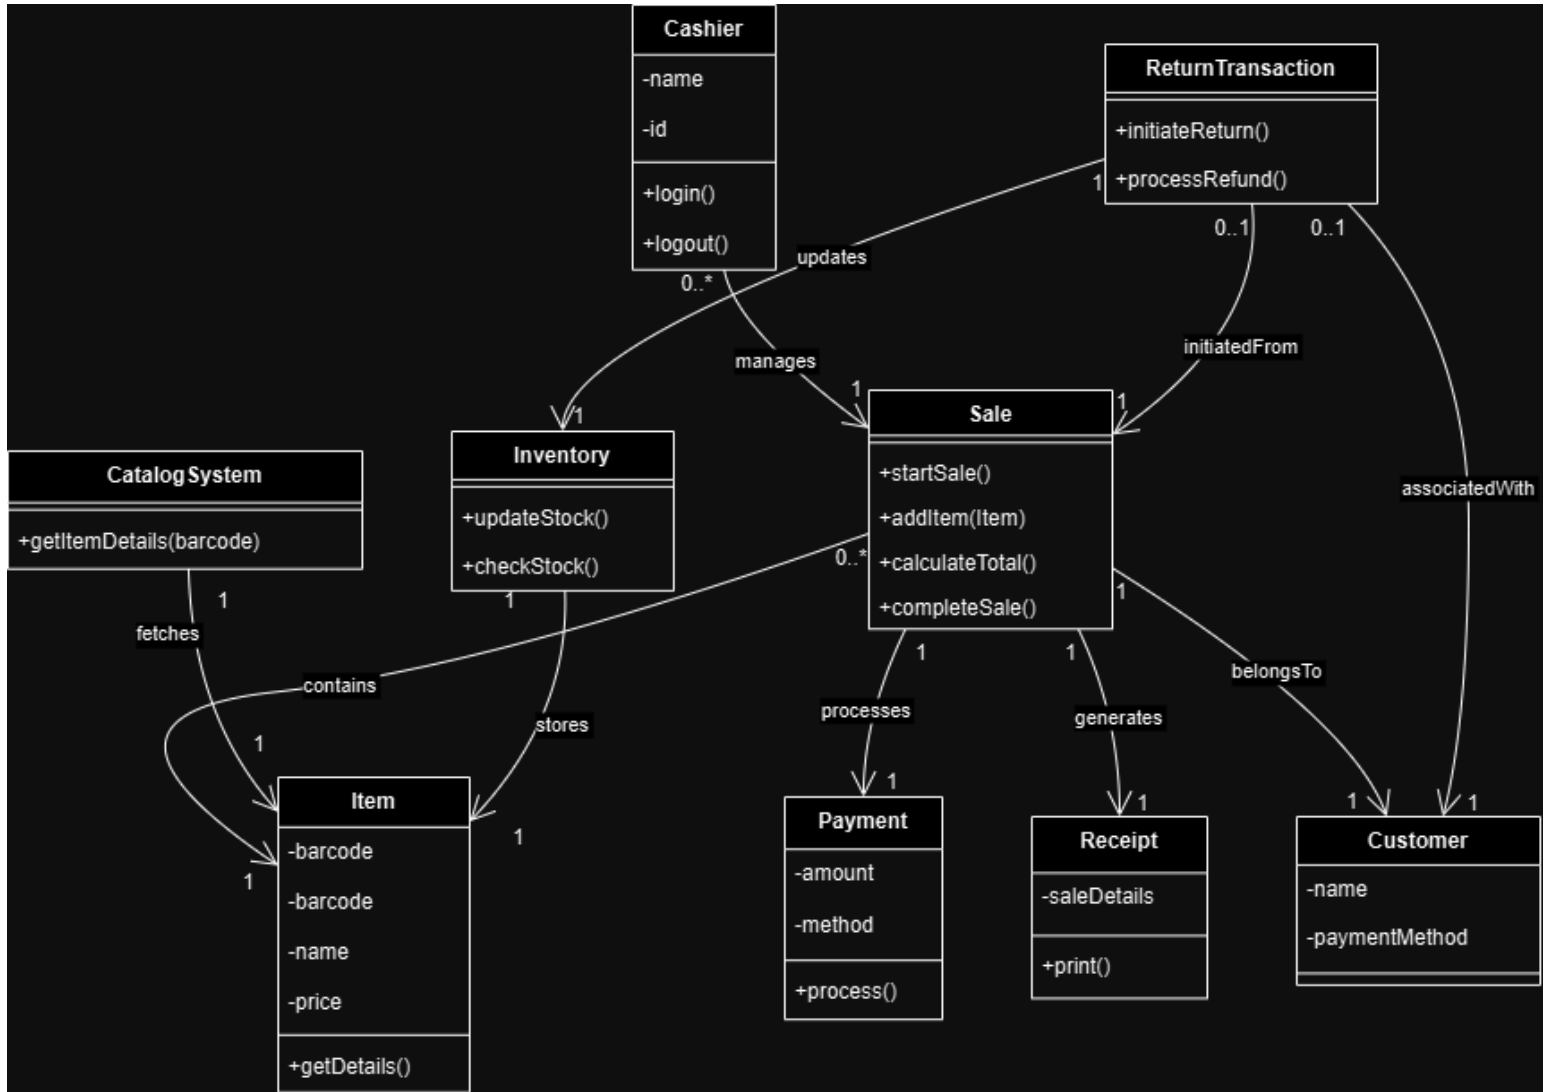 Cashier
-name
-id
+login()
+logout()
0..*
ReturnTransaction
+initiateReturn()
+processRefund()
1
0..1
0..1
updates
manages
initiatedFrom
associatedWith
1
1
1
CatalogSystem
+getItemDetails(barcode)
1
Inventory
+updateStock()
+checkStock()
1
Sale
+startSale()
+addItem(Item)
+calculateTotal()
+completeSale()
0..*
1
1
1
fetches
contains
stores
processes
generates
belongsTo
1
1
1
1
1
1
1
Item
-barcode
-barcode
-name
-price
+getDetails()
Payment
-amount
-method
+process()
Receipt
-saleDetails
+print()
Customer
-name
-paymentMethod